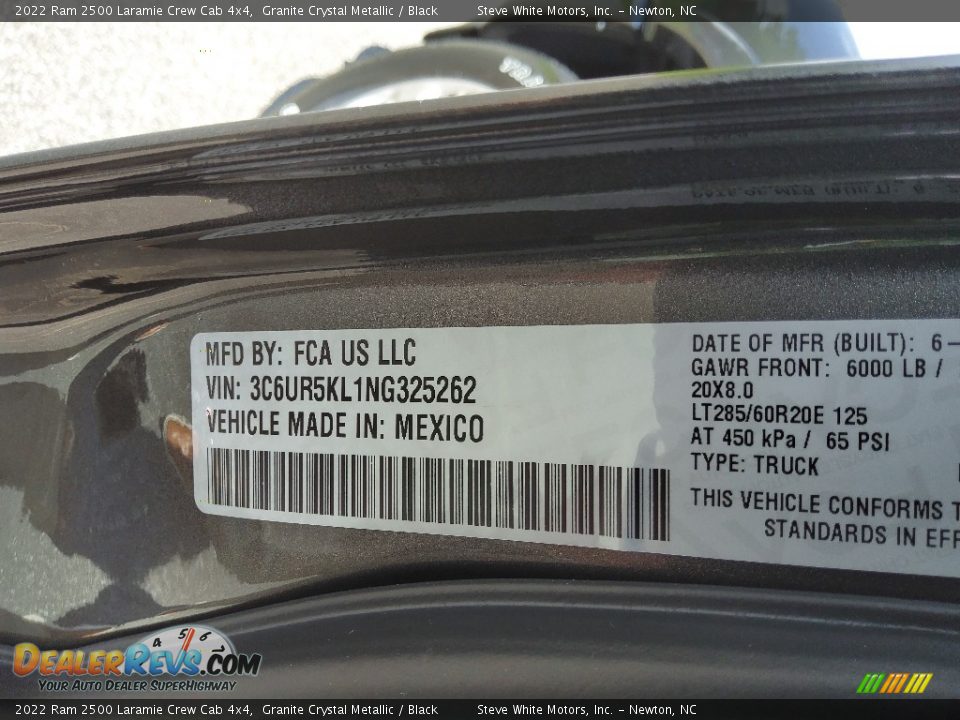 2022 Ram 2500 Laramie Crew Cab 4x4,  Granite Crystal Metallic / Black        Steve White Motors, Inc. – Newton, NC
MFD BY: FCA US LLC
VIN: 3C6UR5KL1NG325262
VEHICLE MADE IN: MEXICO
DATE OF MFR (BUILT): 6-
GAWR FRONT: 6000 LB /
20X8.0
LT285/60R20E 125
AT 450 kPa / 65 PSI
TYPE: TRUCK
THIS VEHICLE CONFORMS T
STANDARDS IN EFF
4 5 6
DealerRevs.com
Your Auto Dealer SuperHighway
2022 Ram 2500 Laramie Crew Cab 4x4,  Granite Crystal Metallic / Black        Steve White Motors, Inc. – Newton, NC